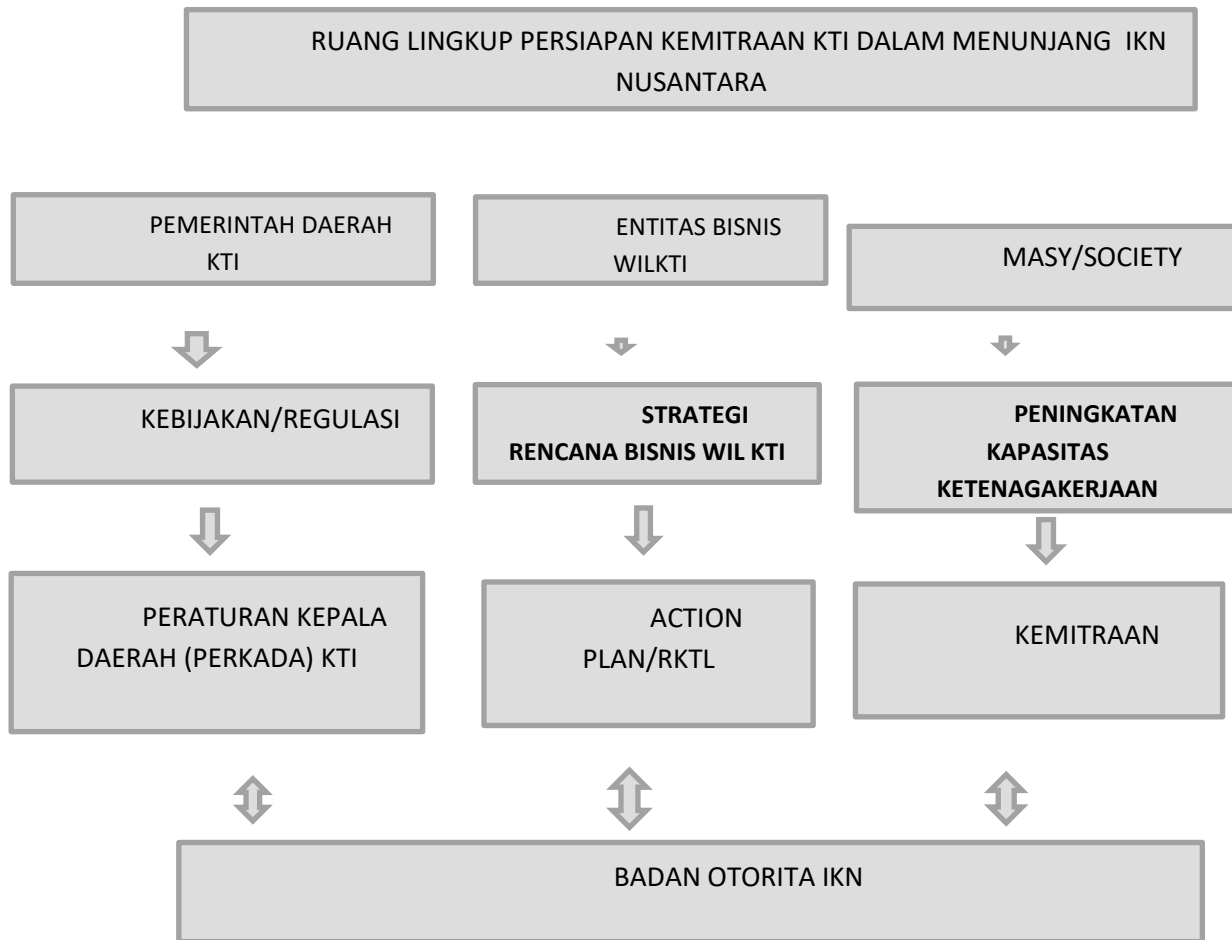 RUANG LINGKUP PERSIAPAN KEMITRAAN KTI DALAM MENUNJANG IKN
NUSANTARA
PEMERINTAH DAERAH
KTI
ENTITAS BISNIS
WILKTI
MASY/SOCIETY
KEBIJAKAN/REGULASI
STRATEGI
RENCANA BISNIS WIL KTI
PENINGKATAN
KAPASITAS
KETENAGAKERJAAN
PERATURAN KEPALA
DAERAH (PERKADA) KTI
ACTION
PLAN/RKTL
KEMITRAAN
BADAN OTORITA IKN